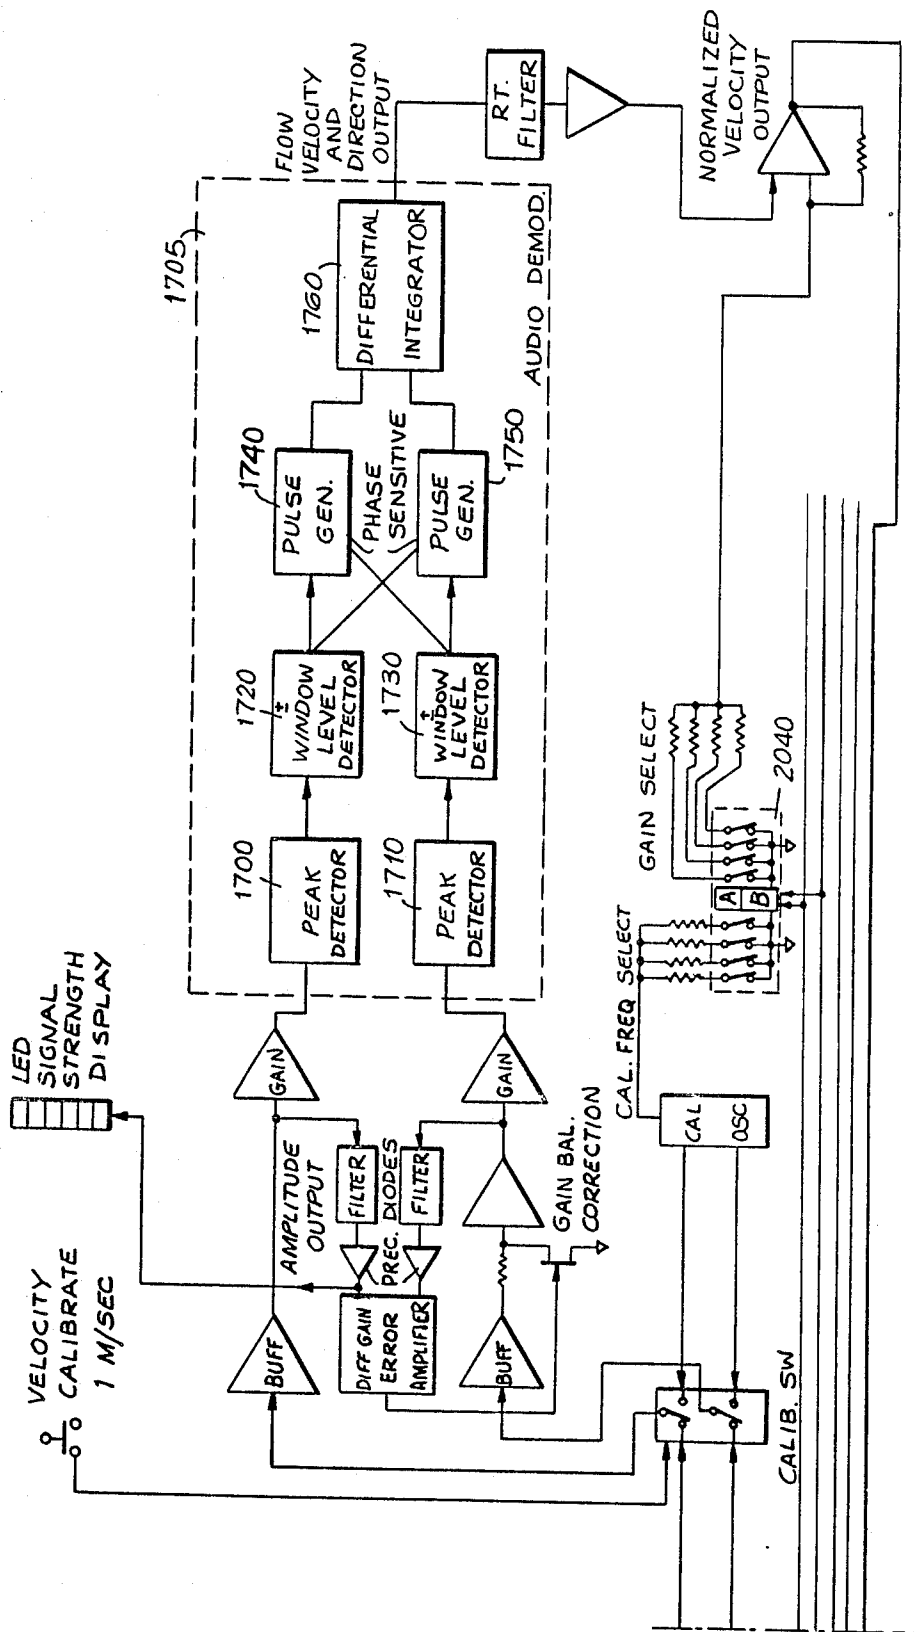 VELOCITY
CALIBRATE
1 M/SEC
LED
SIGNAL
STRENGTH
DISPLAY
1705
FLOW
VELOCITY
AND
DIRECTION
OUTPUT
BUFF
AMPLITUDE
OUTPUT
GAIN
FILTER
PREC. DIODES
FILTER
DIFF GAIN
ERROR
AMPLIFIER
BUFF
GAIN
GAIN BAL.
CORRECTION
1700
PEAK
DETECTOR
1710
PEAK
DETECTOR
1720
±
WINDOW
LEVEL
DETECTOR
1730
±
WINDOW
LEVEL
DETECTOR
1740
PULSE
GEN.
PHASE
SENSITIVE
PULSE
GEN.
1750
1760
DIFFERENTIAL
INTEGRATOR
AUDIO DEMOD.
RT.
FILTER
NORMALIZED
VELOCITY
OUTPUT
CALIB. SW
CAL
OSC
CAL. FREQ SELECT
A
B
GAIN SELECT
2040